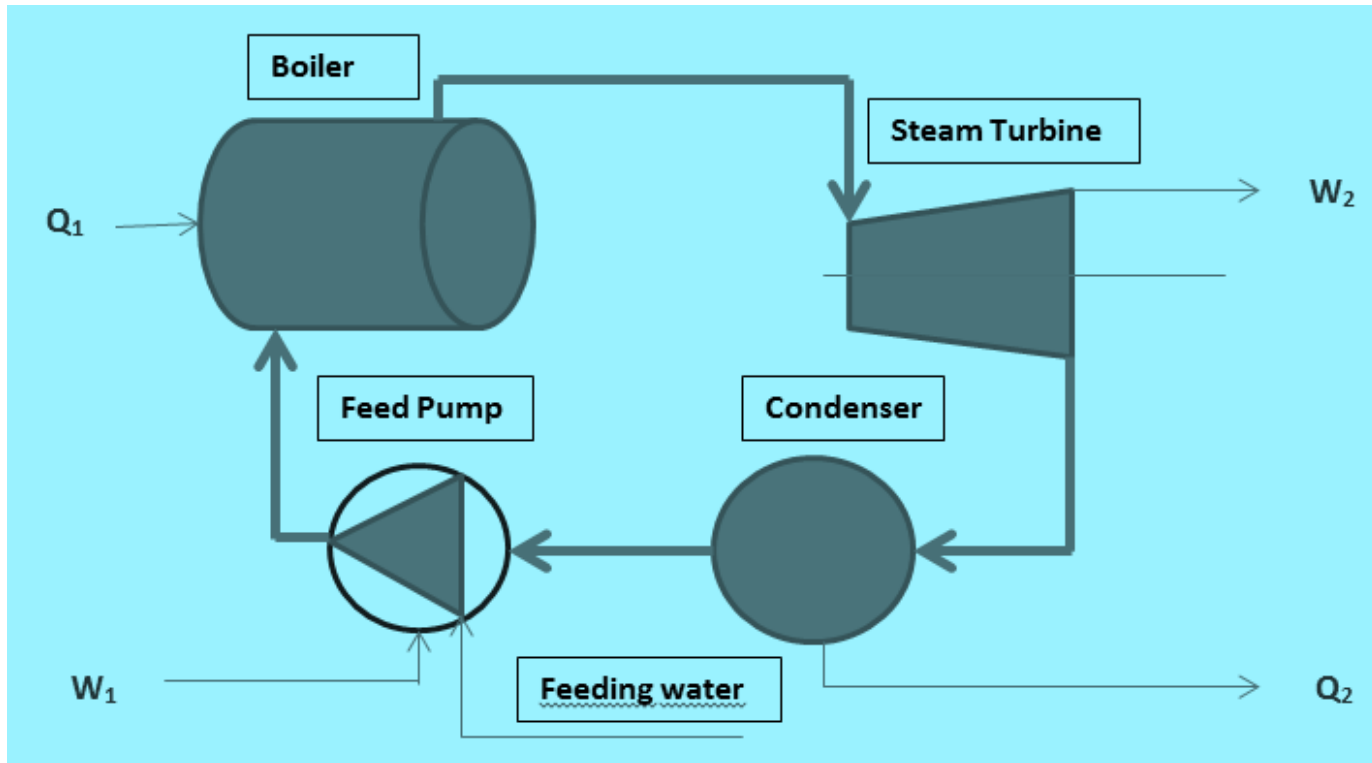 Boiler
Steam Turbine
W₂
Q₁
Feed Pump
Condenser
W₁
Feeding water
Q₂